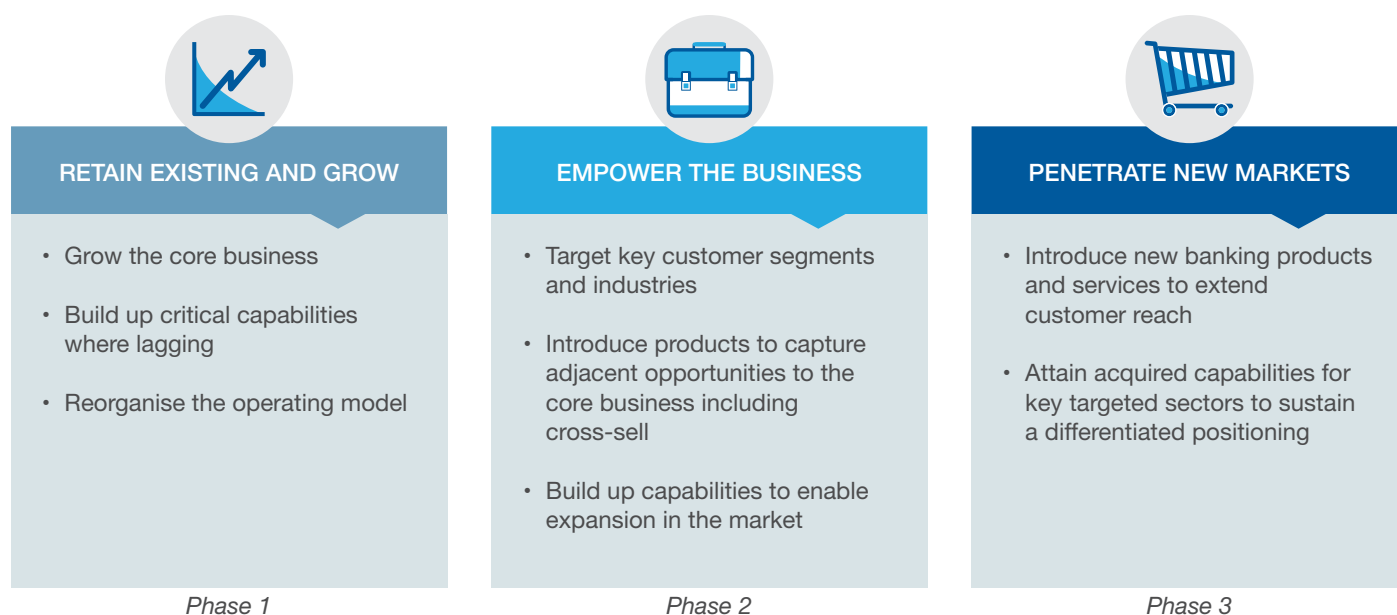 RETAIN EXISTING AND GROW
• Grow the core business
• Build up critical capabilities
where lagging
• Reorganise the operating model
Phase 1
EMPOWER THE BUSINESS
• Target key customer segments
and industries
• Introduce products to capture
adjacent opportunities to the
core business including
cross-sell
• Build up capabilities to enable
expansion in the market
Phase 2
PENETRATE NEW MARKETS
• Introduce new banking products
and services to extend
customer reach
• Attain acquired capabilities for
key targeted sectors to sustain
a differentiated positioning
Phase 3